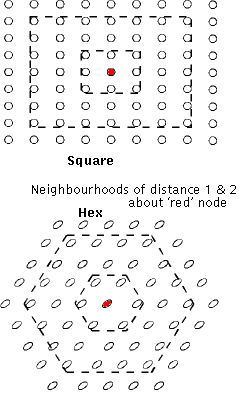 Square
Neighbourhoods of distance 1 & 2
about 'red' node
Hex